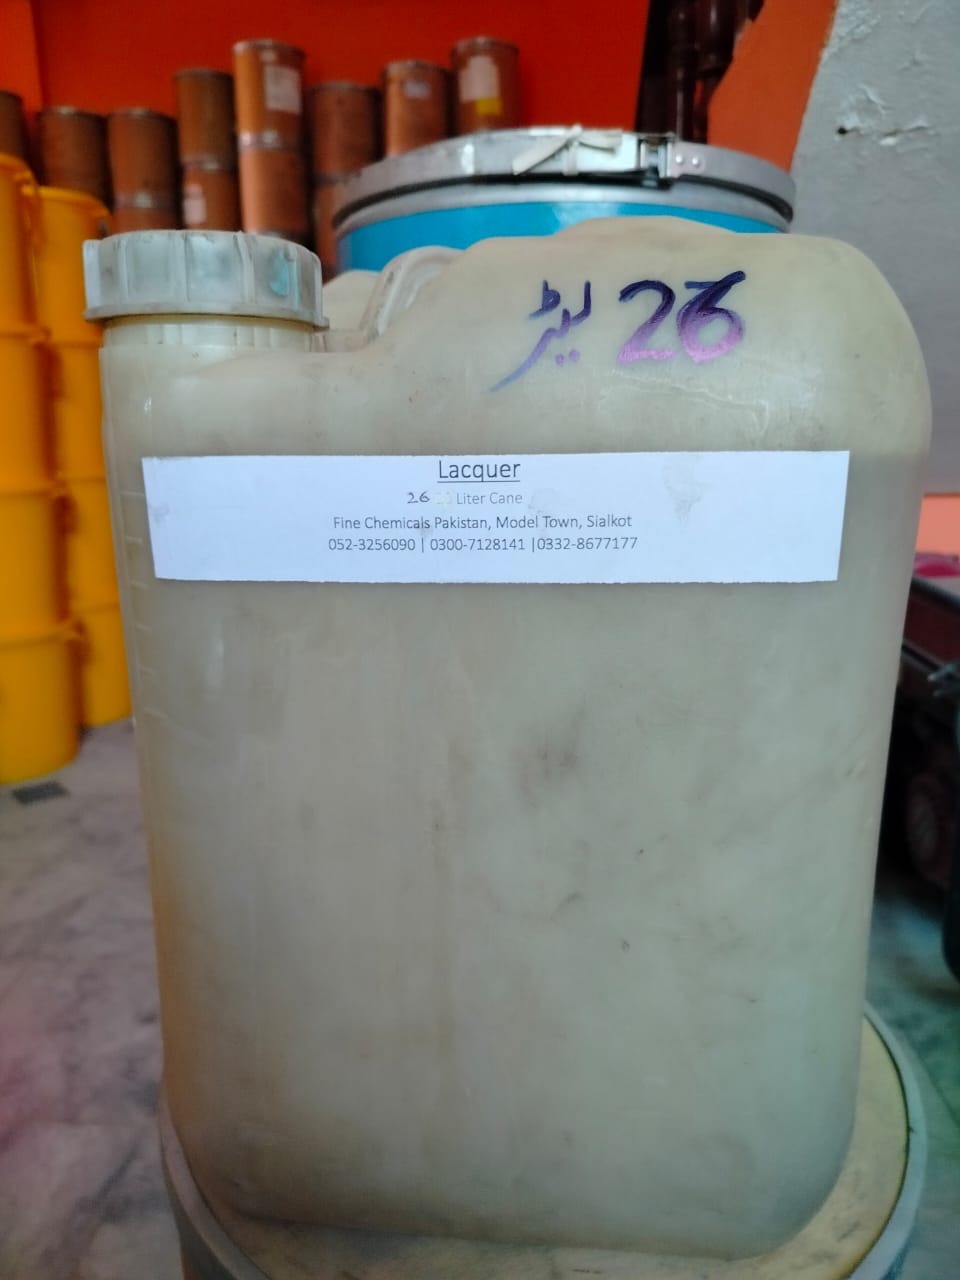 26 لیٹر
Lacquer
26 Liter Cane
Fine Chemicals Pakistan, Model Town, Sialkot
052-3256090 | 0300-7128141 |0332-8677177